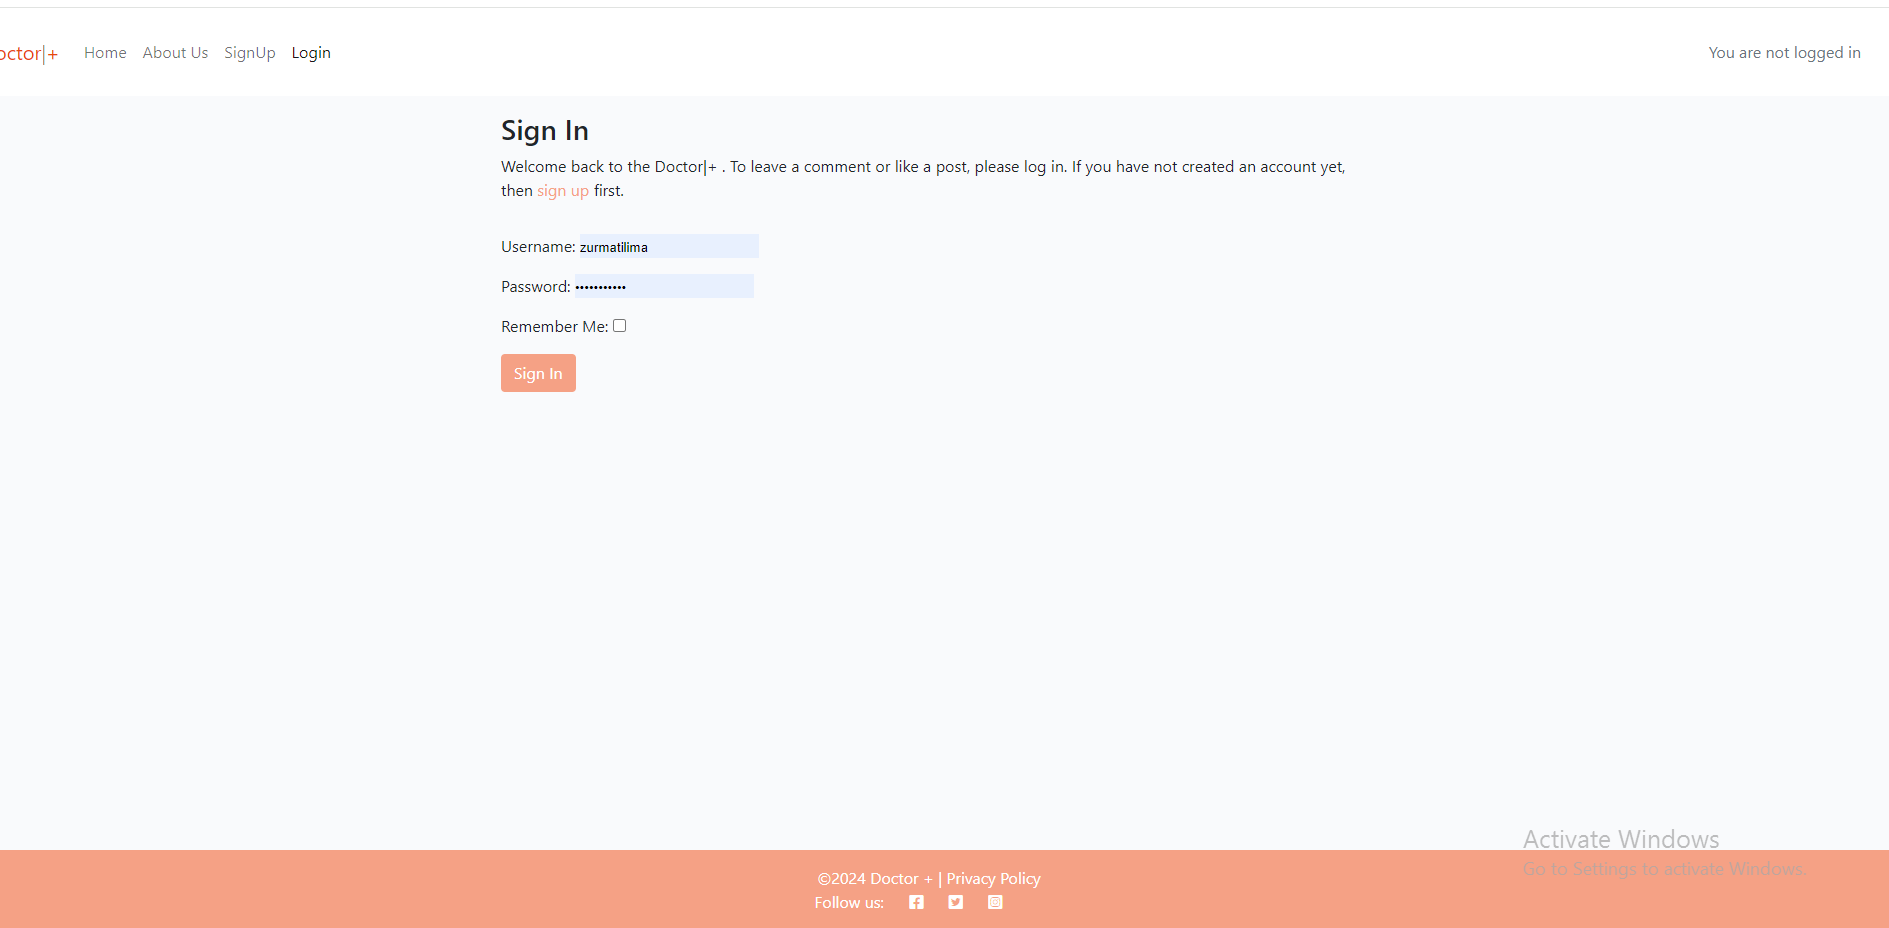 octor|+
Home About Us SignUp Login
You are not logged in
Sign In
Welcome back to the Doctor|+ . To leave a comment or like a post, please log in. If you have not created an account yet,
then sign up first.
Username: zurmatilima
Password: •••••••••••
Remember Me:
Sign In
Activate Windows
Go to Settings to activate Windows.
©2024 Doctor + | Privacy Policy
Follow us: